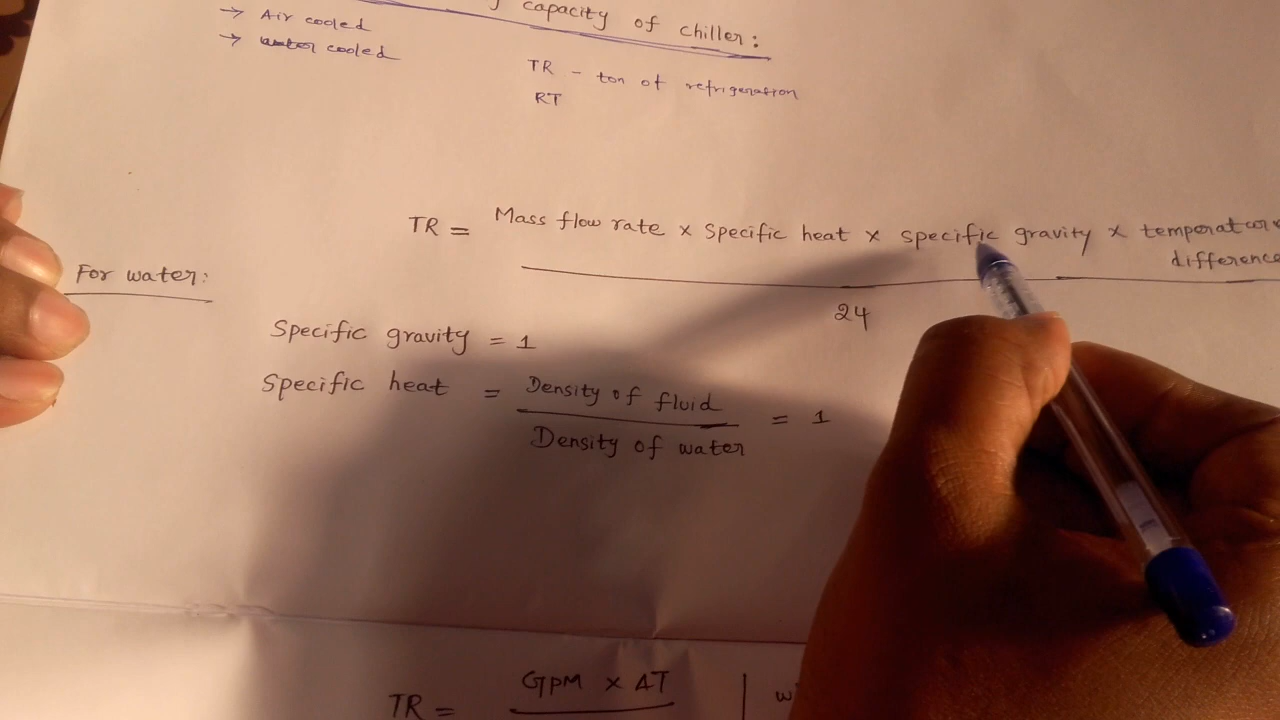 capacity of chiller:
→ Air cooled
→ water cooled
TR - ton of refrigeration
RT
TR = Mass flow rate x Specific heat x specific gravity x temperature
difference
24
For water:
Specific gravity = 1
Specific heat = Density of fluid
= 1
Density of water
GPM x ΔT
TR =